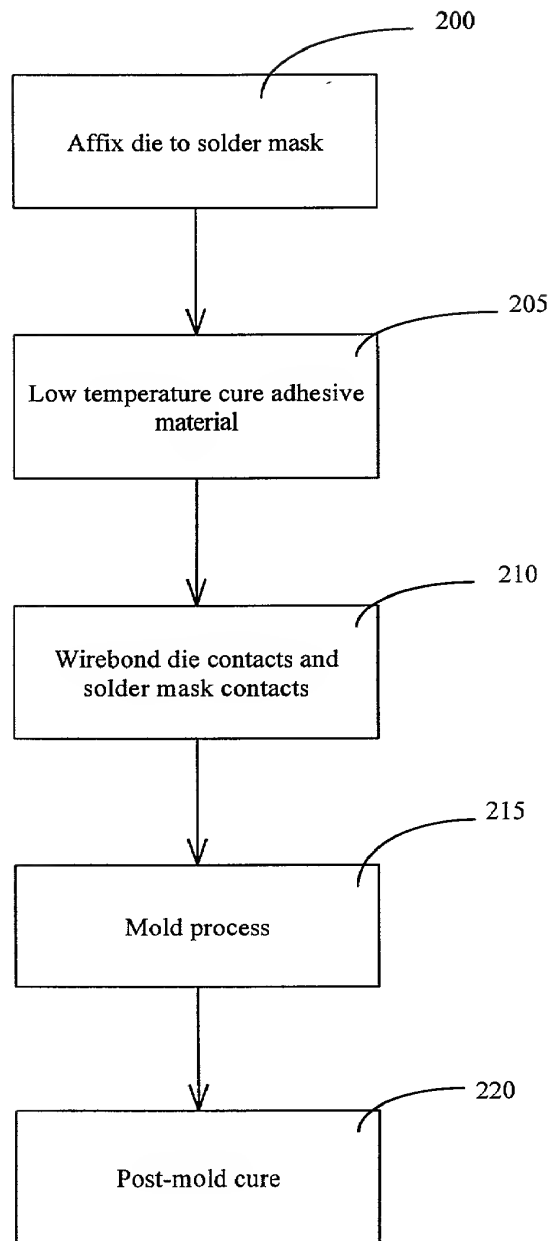 200
Affix die to solder mask
205
Low temperature cure adhesive
material
210
Wirebond die contacts and
solder mask contacts
215
Mold process
220
Post-mold cure